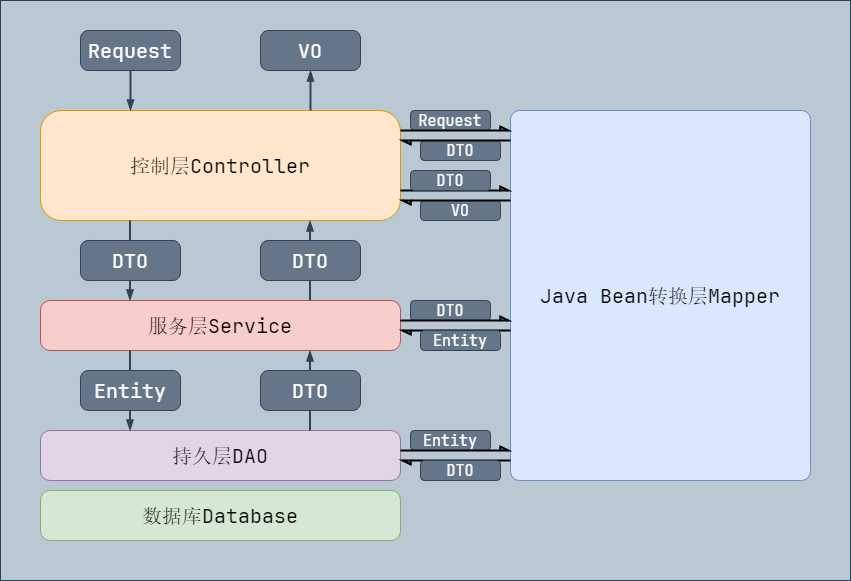 Request
VO
控制层Controller
Request
DTO
DTO
VO
DTO
DTO
Java Bean转换层Mapper
服务层Service
DTO
Entity
Entity
DTO
持久层DAO
Entity
DTO
数据库Database